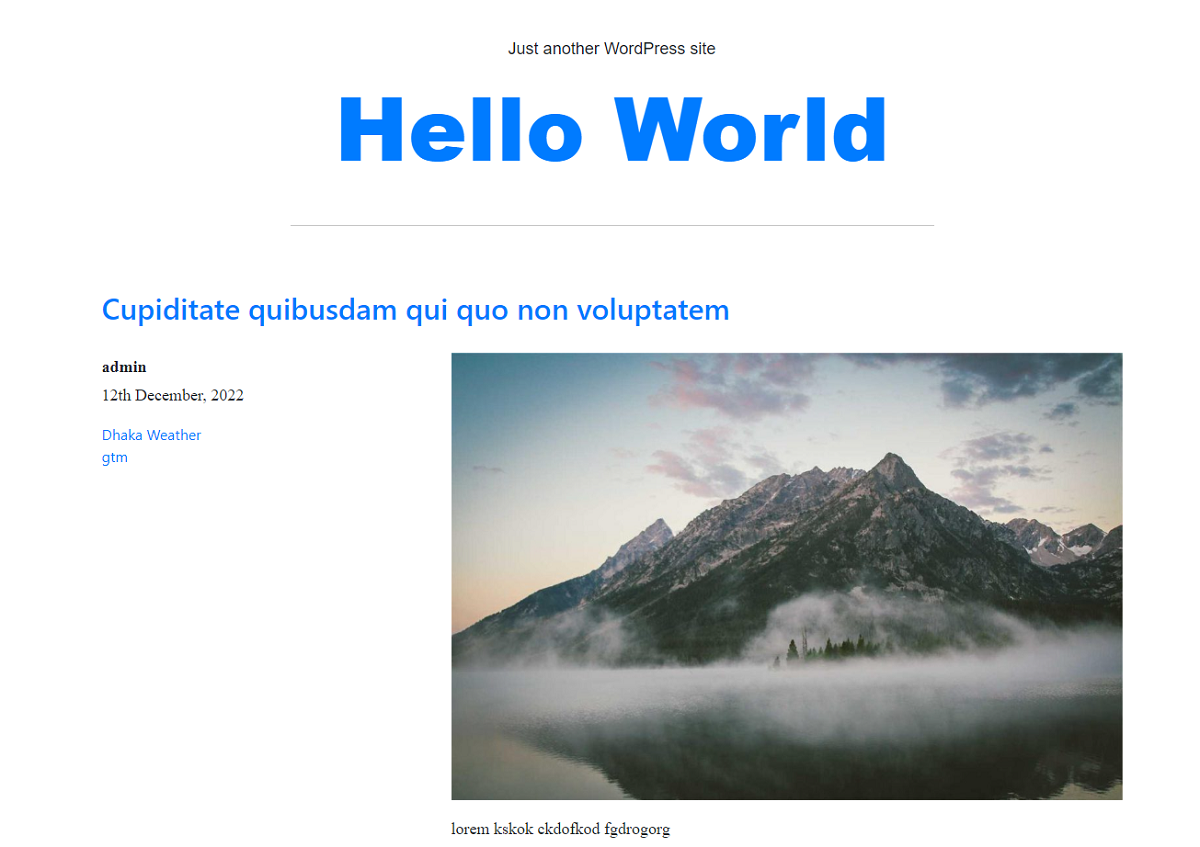 Just another WordPress site
Hello World
Cupiditate quibusdam qui quo non voluptatem
admin
12th December, 2022
Dhaka Weather
gtm
lorem kskok ckdofkod fgdrogorg